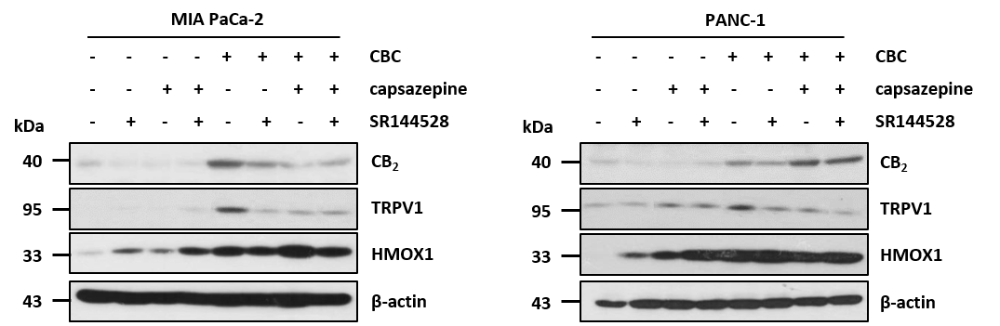 MIA PaCa-2
- - - - + + + + CBC
- - + + - - + + capsazepine
- + - + - + - + SR144528
kDa
40 CB₂
95 TRPV1
33 HMOX1
43 β-actin
PANC-1
- - - - + + + + CBC
- - + + - - + + capsazepine
- + - + - + - + SR144528
kDa
40 CB₂
95 TRPV1
33 HMOX1
43 β-actin